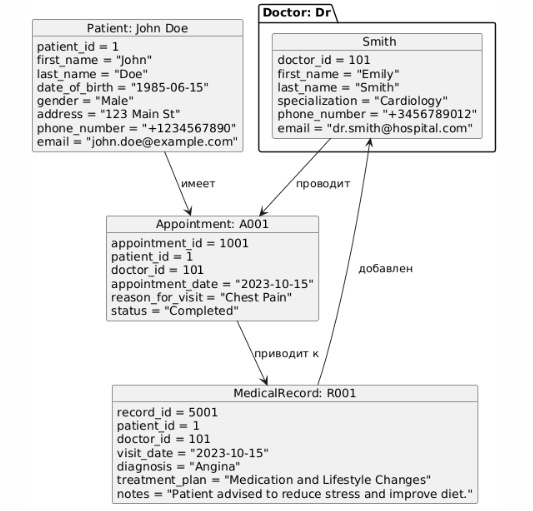 Patient: John Doe
patient_id = 1
first_name = "John"
last_name = "Doe"
date_of_birth = "1985-06-15"
gender = "Male"
address = "123 Main St"
phone_number = "+1234567890"
email = "john.doe@example.com"
Doctor: Dr
Smith
doctor_id = 101
first_name = "Emily"
last_name = "Smith"
specialization = "Cardiology"
phone_number = "+3456789012"
email = "dr.smith@hospital.com"
имеет
проводит
Appointment: A001
appointment_id = 1001
patient_id = 1
doctor_id = 101
appointment_date = "2023-10-15"
reason_for_visit = "Chest Pain"
status = "Completed"
добавлен
приводит к
MedicalRecord: R001
record_id = 5001
patient_id = 1
doctor_id = 101
visit_date = "2023-10-15"
diagnosis = "Angina"
treatment_plan = "Medication and Lifestyle Changes"
notes = "Patient advised to reduce stress and improve diet."